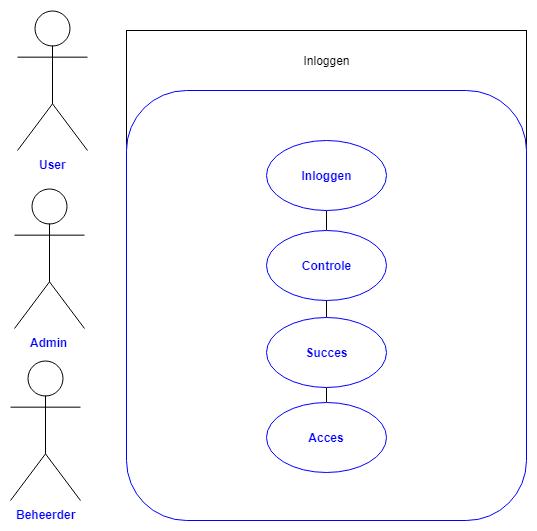 Inloggen
User
Inloggen
Controle
Admin
Succes
Acces
Beheerder